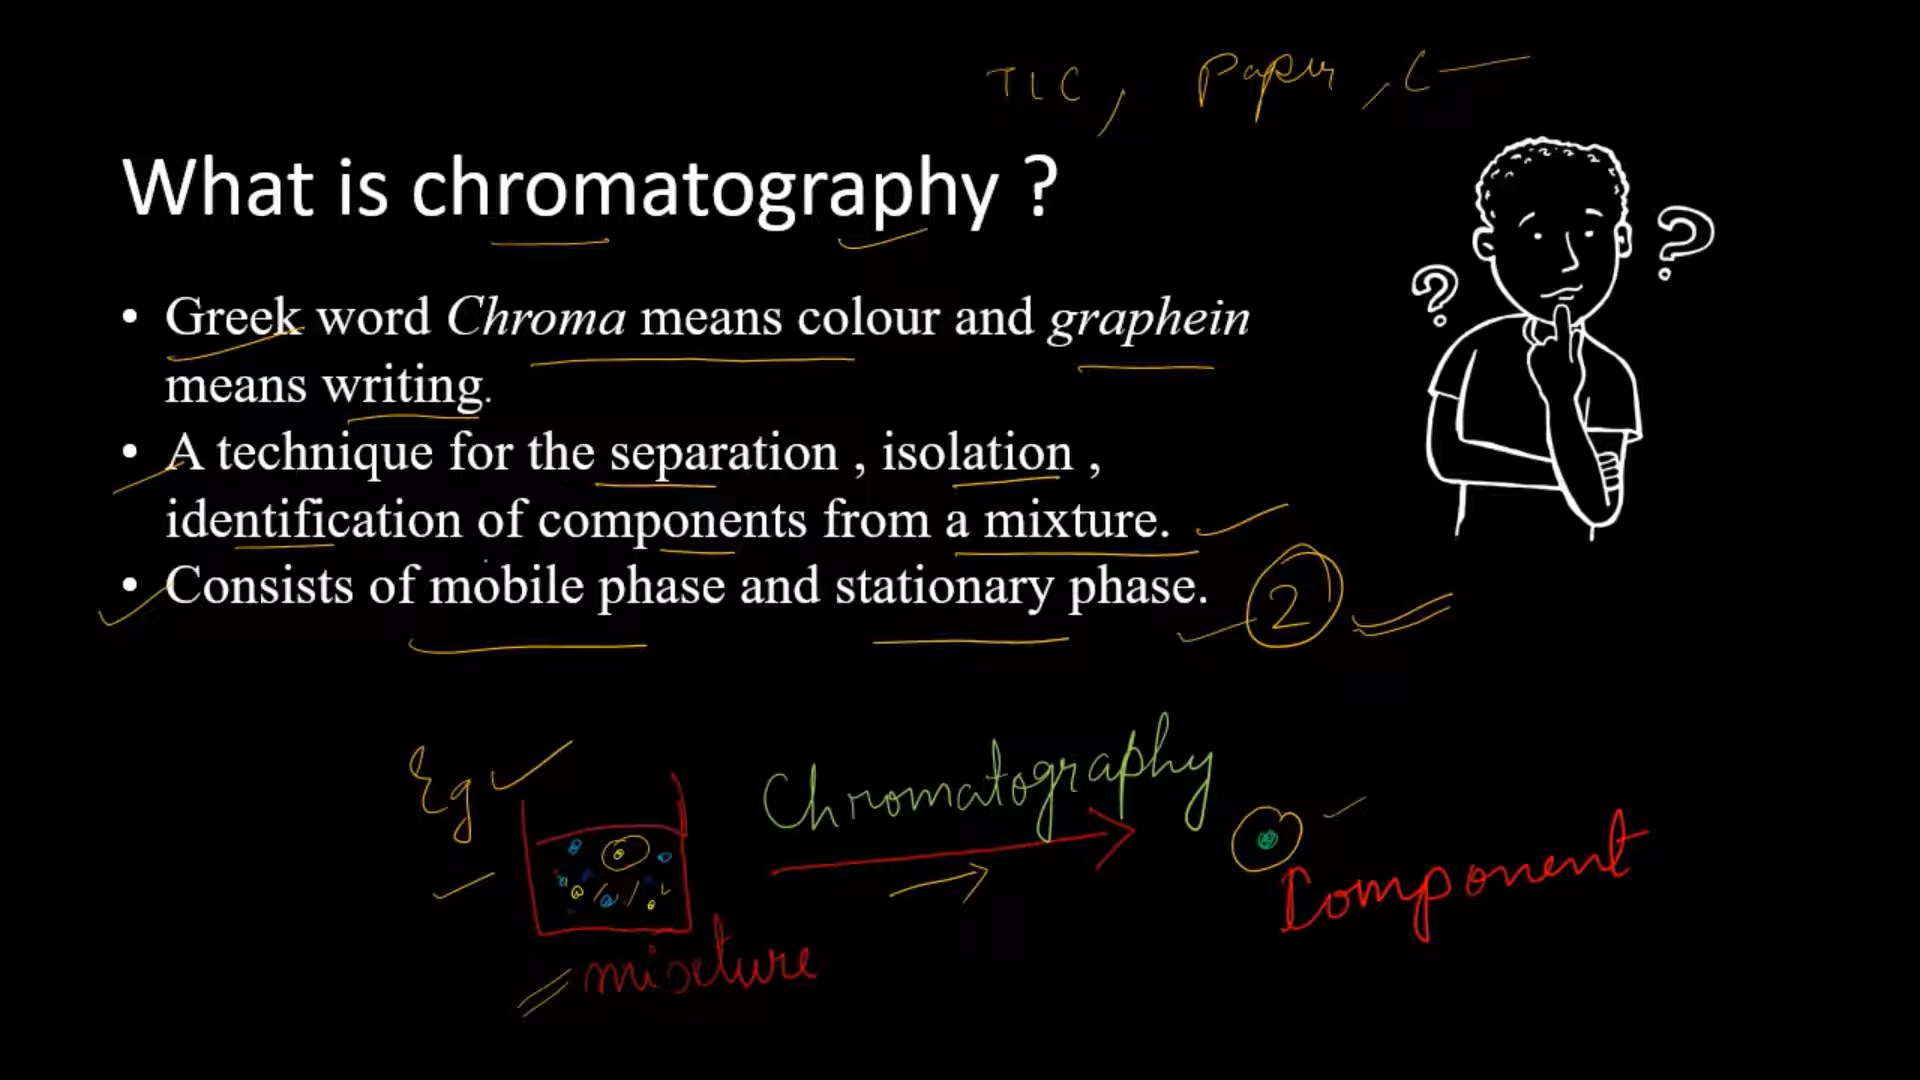 TLC, Paper, C
What is chromatography ?
• Greek word Chroma means colour and graphein
means writing.
• A technique for the separation , isolation ,
identification of components from a mixture.
• Consists of mobile phase and stationary phase. 2
? ?
Eg
Chromatography
Component
mixture